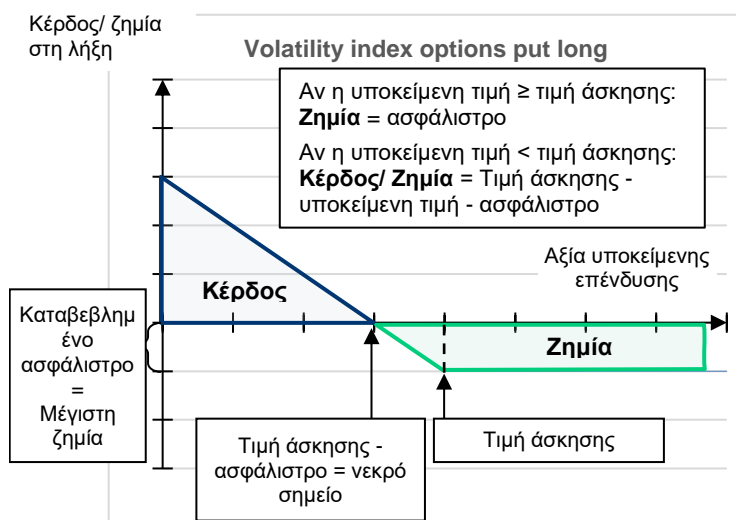 Κέρδος/ ζημία
στη λήξη
Volatility index options put long
Αν η υποκείμενη τιμή ≥ τιμή άσκησης:
Ζημία = ασφάλιστρο
Αν η υποκείμενη τιμή < τιμή άσκησης:
Κέρδος/ Ζημία = Τιμή άσκησης -
υποκείμενη τιμή - ασφάλιστρο
Αξία υποκείμενης
επένδυσης
Κέρδος
Καταβεβλημ
ένο
ασφάλιστρο
=
Μέγιστη
ζημία
Ζημία
Τιμή άσκησης -
ασφάλιστρο = νεκρό
σημείο
Τιμή άσκησης